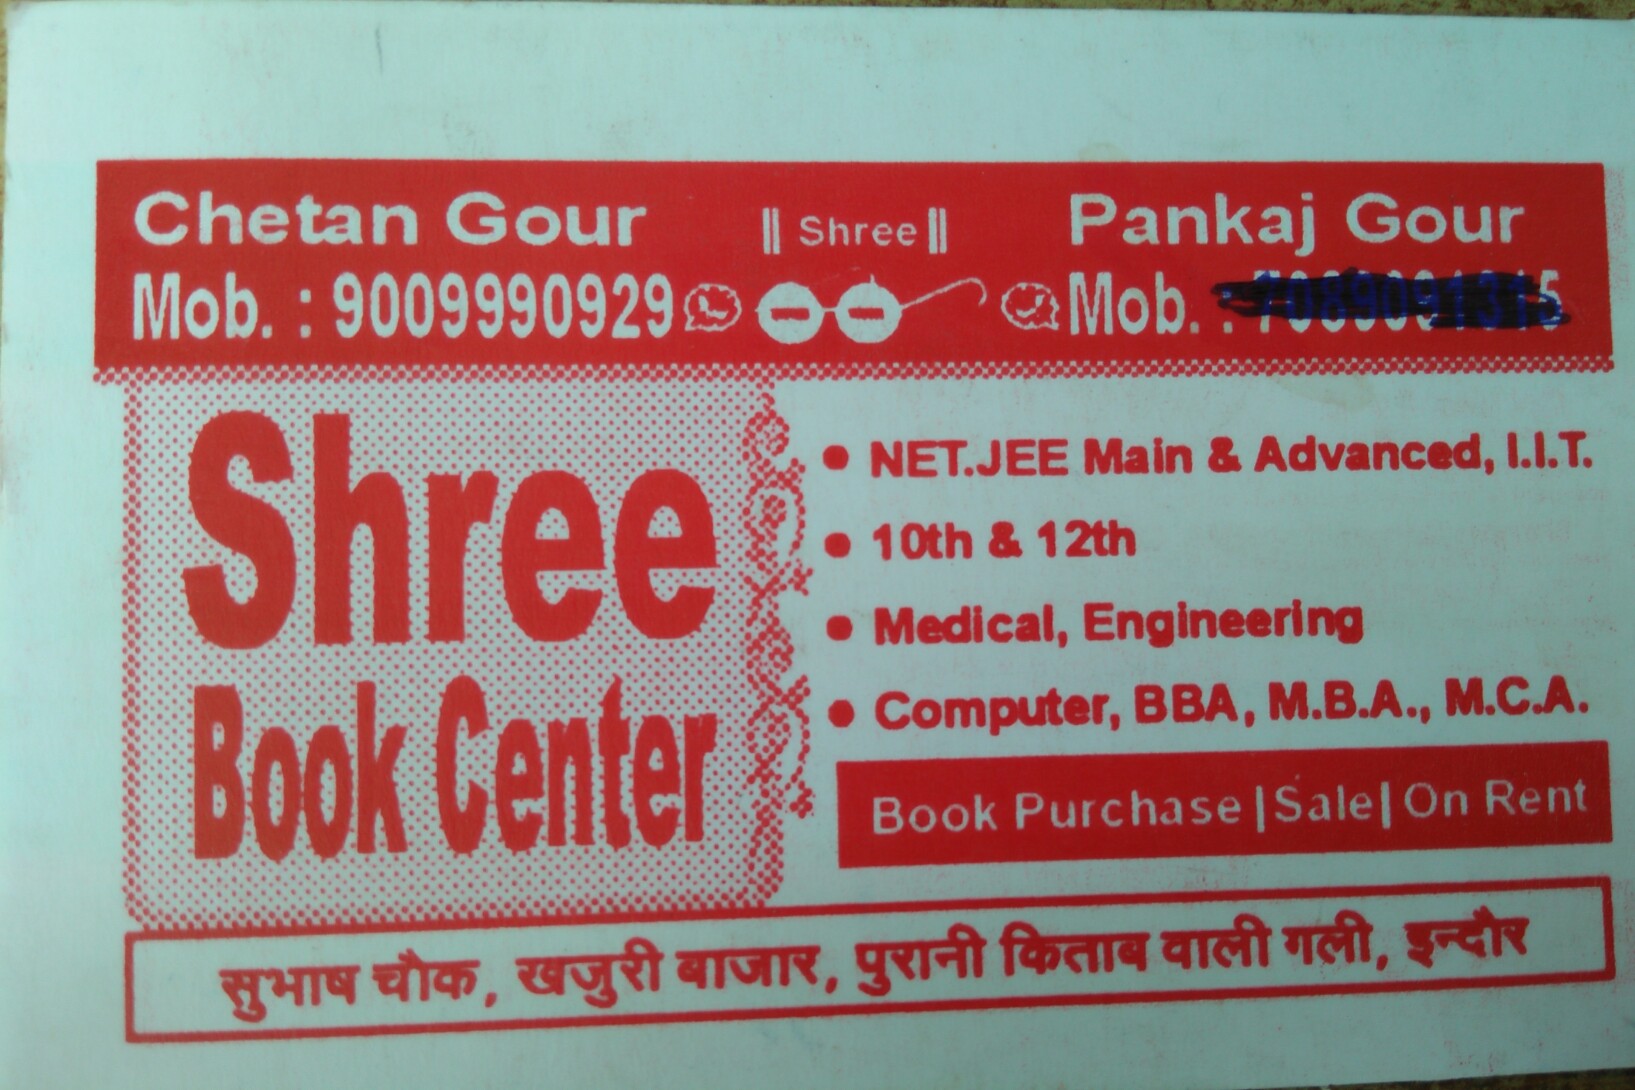 || Shree ||
Chetan Gour
Mob. : 9009990929
Pankaj Gour
Mob. :
Shree
Book Center
• NET.JEE Main & Advanced, I.I.T.
• 10th & 12th
• Medical, Engineering
• Computer, BBA, M.B.A., M.C.A.
Book Purchase | Sale | On Rent
सुभाष चौक, खजुरी बाजार, पुरानी किताब वाली गली, इन्दौर